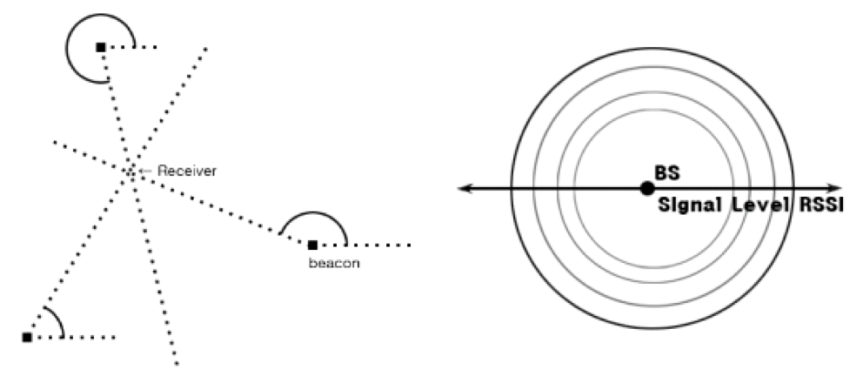 ← Receiver
beacon
BS
Signal Level RSSI